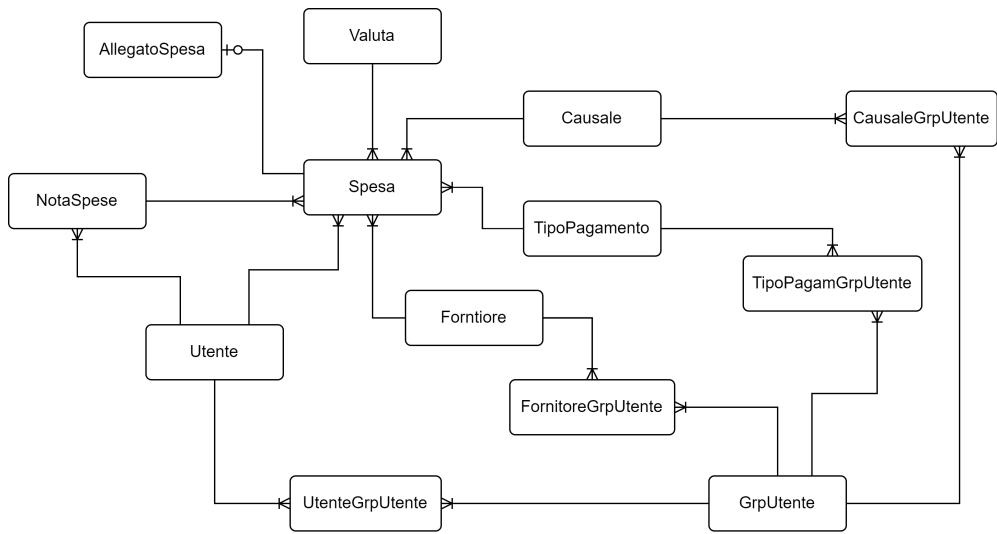 Valuta
AllegatoSpesa
Causale
CausaleGrpUtente
Spesa
NotaSpese
TipoPagamento
TipoPagamGrpUtente
Forntiore
Utente
FornitoreGrpUtente
UtenteGrpUtente
GrpUtente